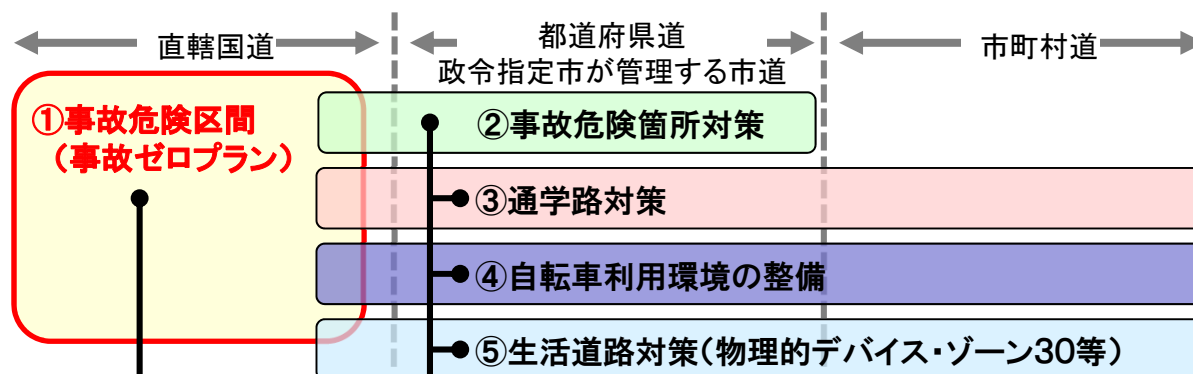 直轄国道
都道府県道
政令指定市が管理する市道
市町村道
①事故危険区間
（事故ゼロプラン）
②事故危険箇所対策
③通学路対策
④自転車利用環境の整備
⑤生活道路対策（物理的デバイス・ゾーン30等）